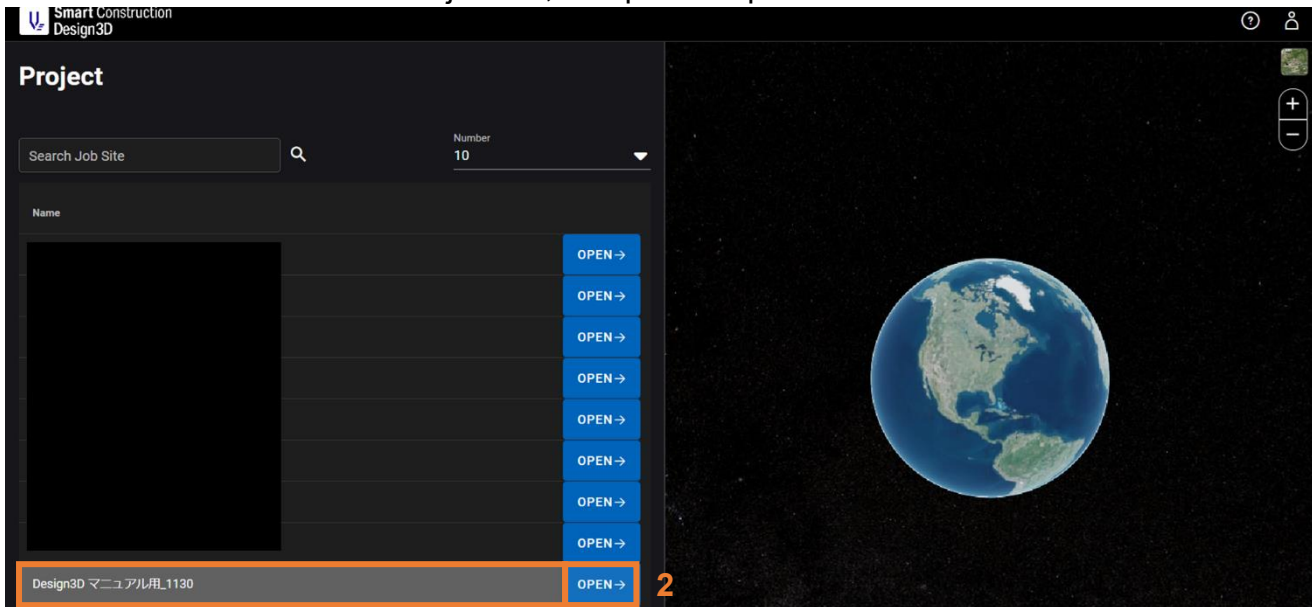 Smart Construction
Design3D
Project
Search Job Site
Number
10
Name
OPEN→
OPEN→
OPEN→
OPEN→
OPEN→
OPEN→
OPEN→
OPEN→
Design3D マニュアル用_1130 OPEN→ 2